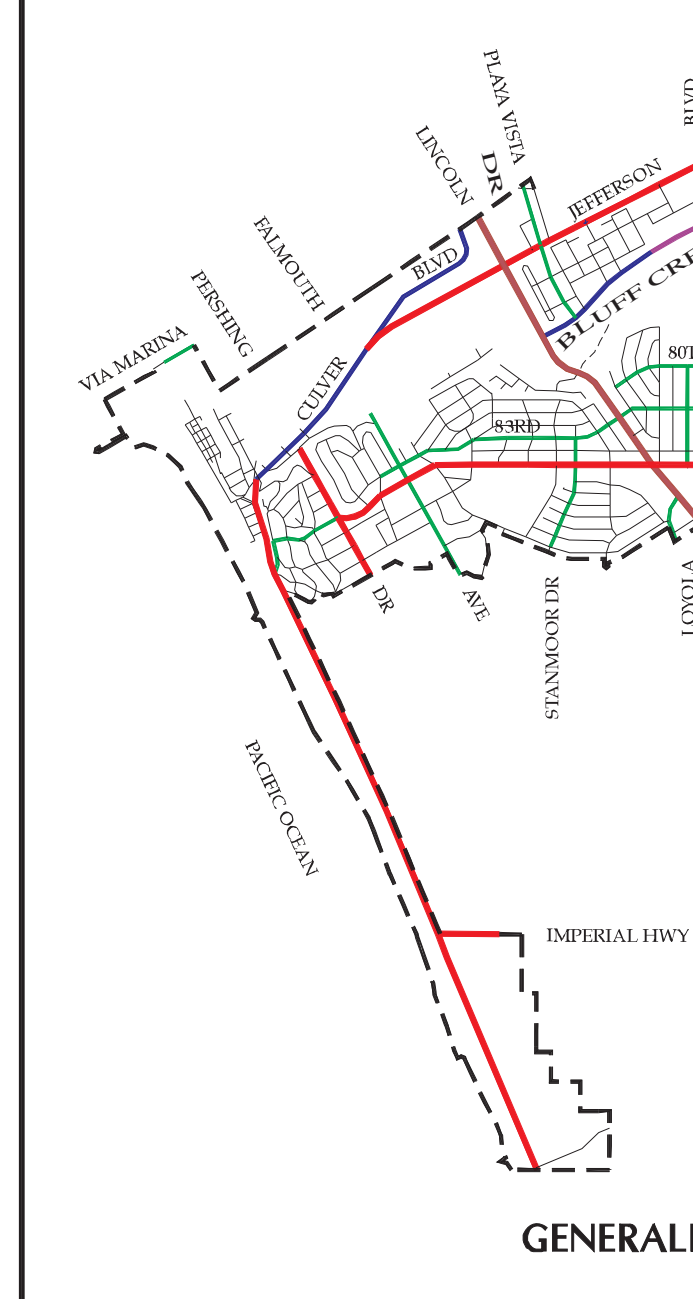 PLAYA VISTA
DR
BLVD
LINCOLN
JEFFERSON
FALMOUTH
BLVD
PERSHING
BLUFF CRE
VIA MARINA
80T
CULVER
83RD
DR
AVE
STANMOOR DR
LOYOLA
PACIFIC OCEAN
IMPERIAL HWY
GENERAL